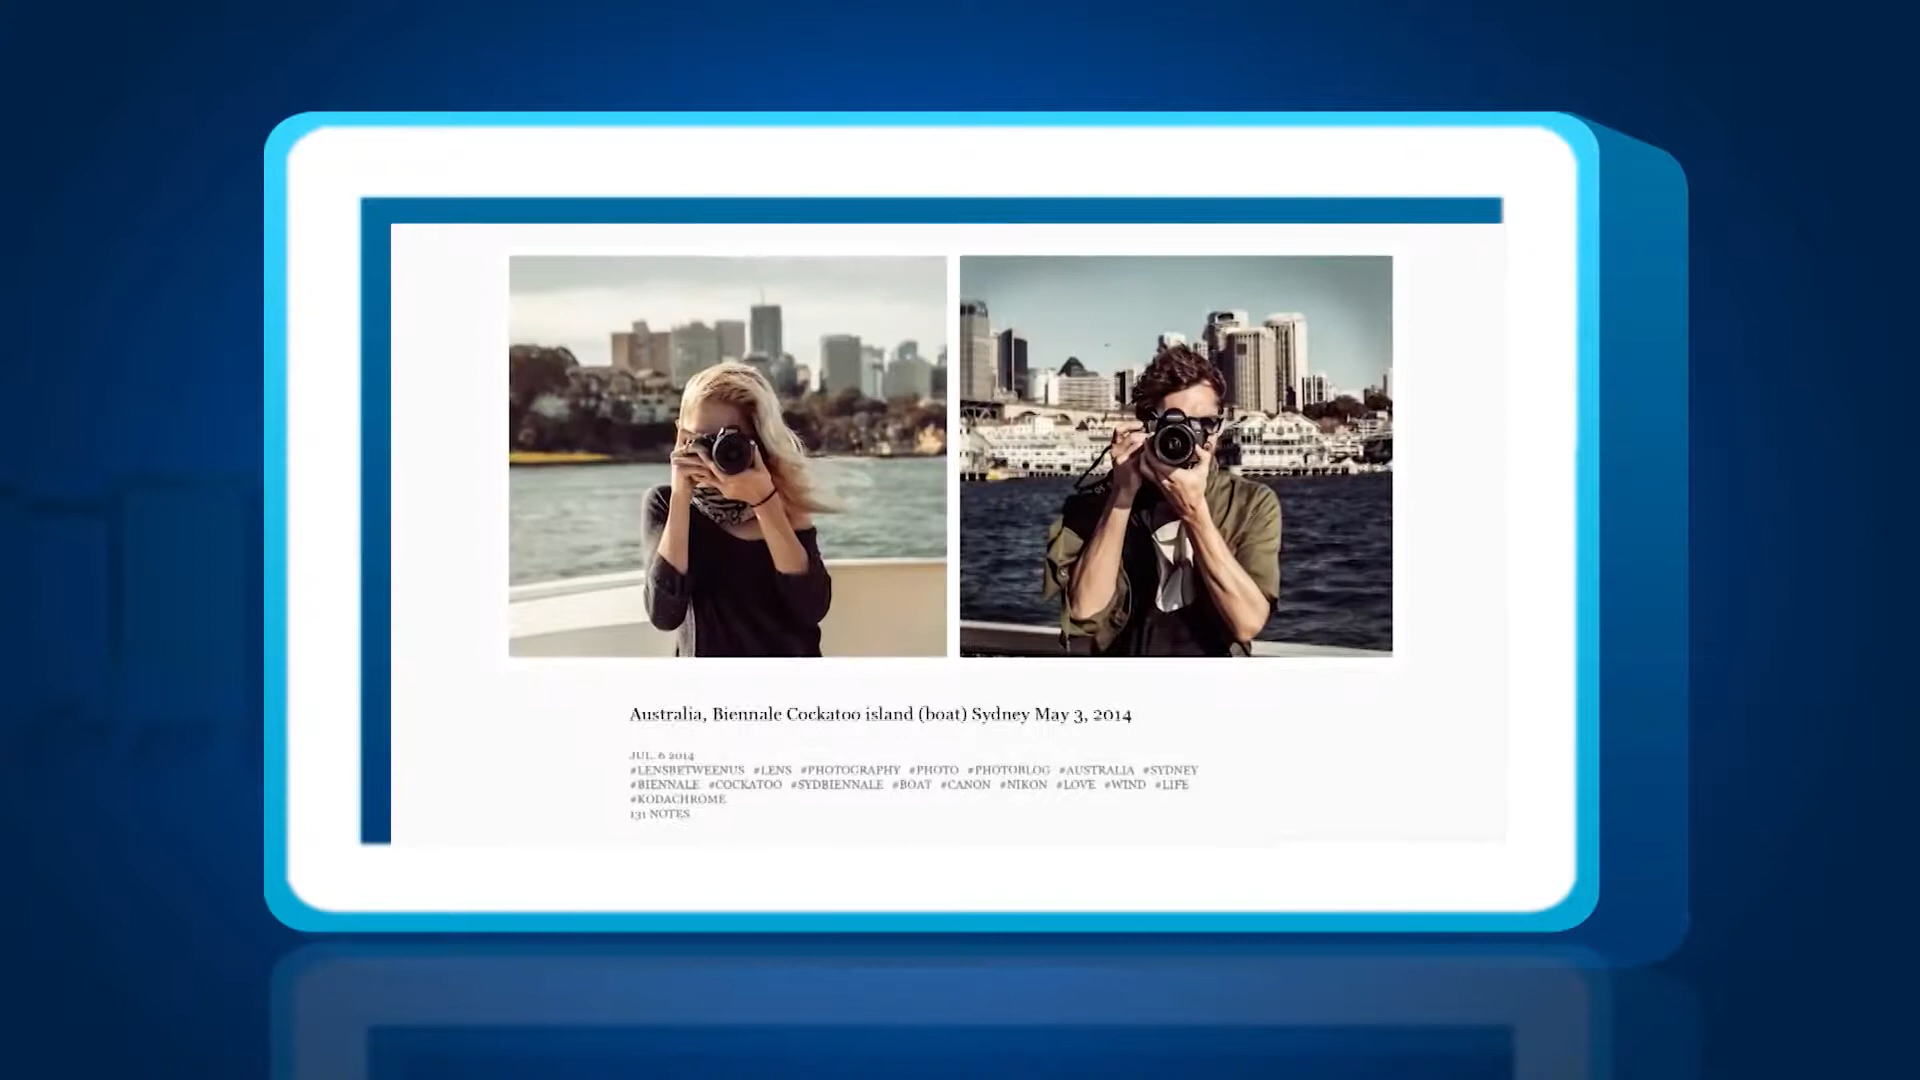 Australia, Biennale Cockatoo island (boat) Sydney May 3, 2014
JUL. 6 2014
#LENSBETWEENUS #LENS #PHOTOGRAPHY #PHOTO #PHOTOBLOG #AUSTRALIA #SYDNEY
#BIENNALE #COCKATOO #SYDBIENNALE #BOAT #CANON #NIKON #LOVE #WIND #LIFE
#KODACHROME
131 NOTES